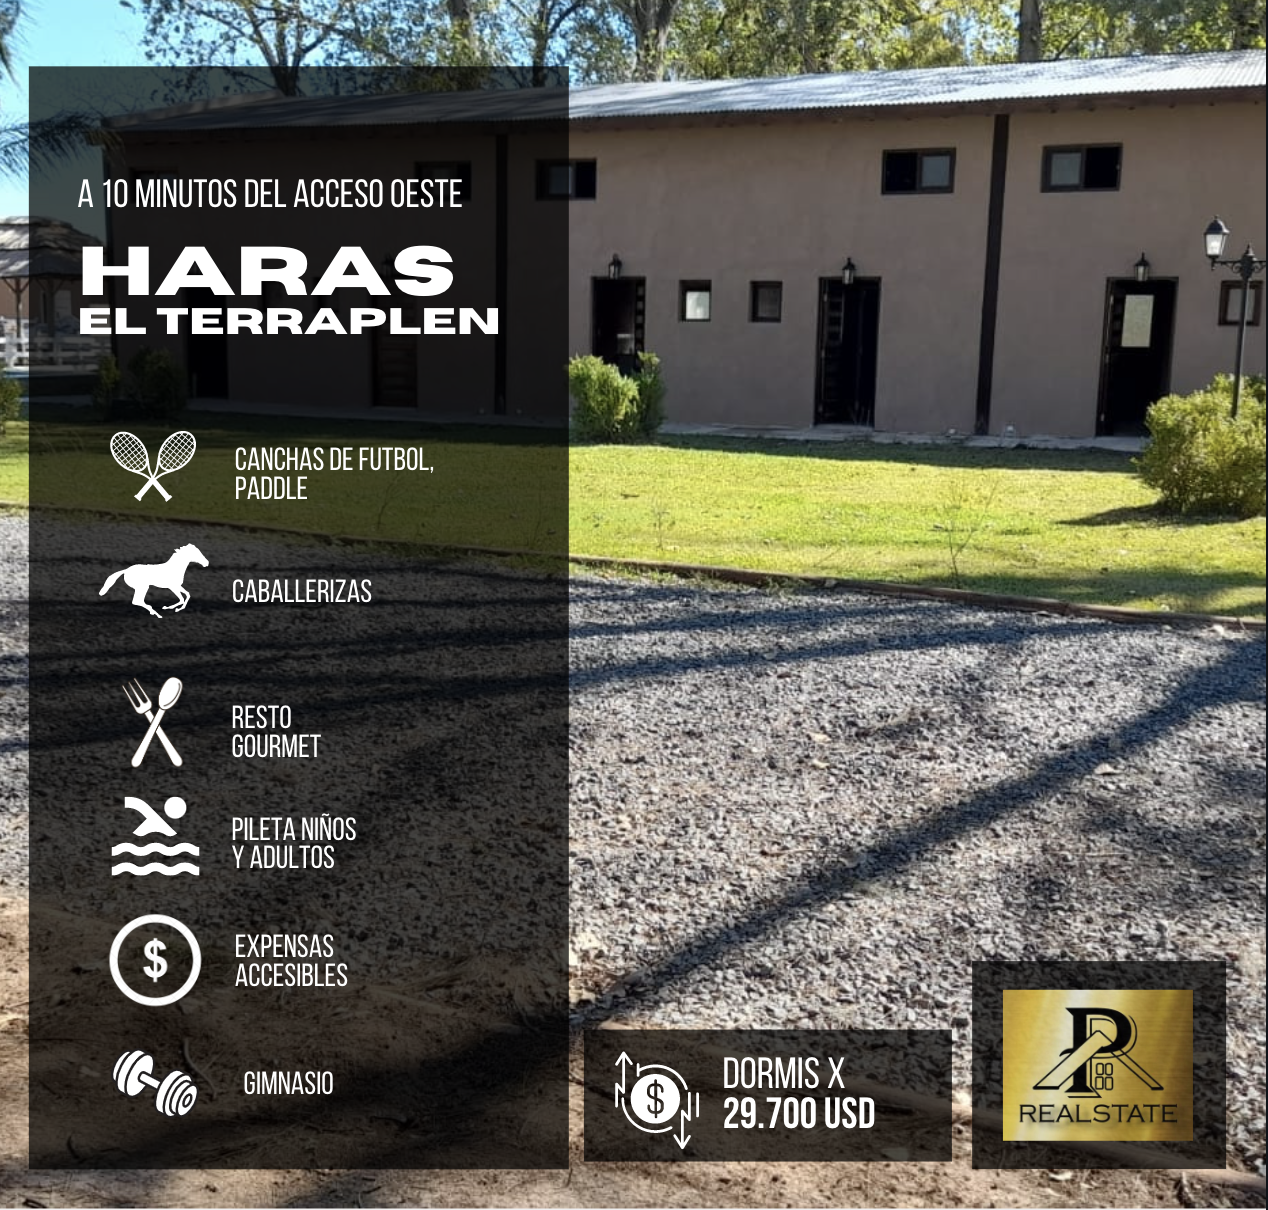 A 10 MINUTOS DEL ACCESO OESTE
HARAS
EL TERRAPLEN
CANCHAS DE FUTBOL,
PADDLE
CABALLERIZAS
RESTO
GOURMET
PILETA NIÑOS
Y ADULTOS
$
EXPENSAS
ACCESIBLES
GIMNASIO
$
DORMIS X
29.700 USD
P
REALSTATE